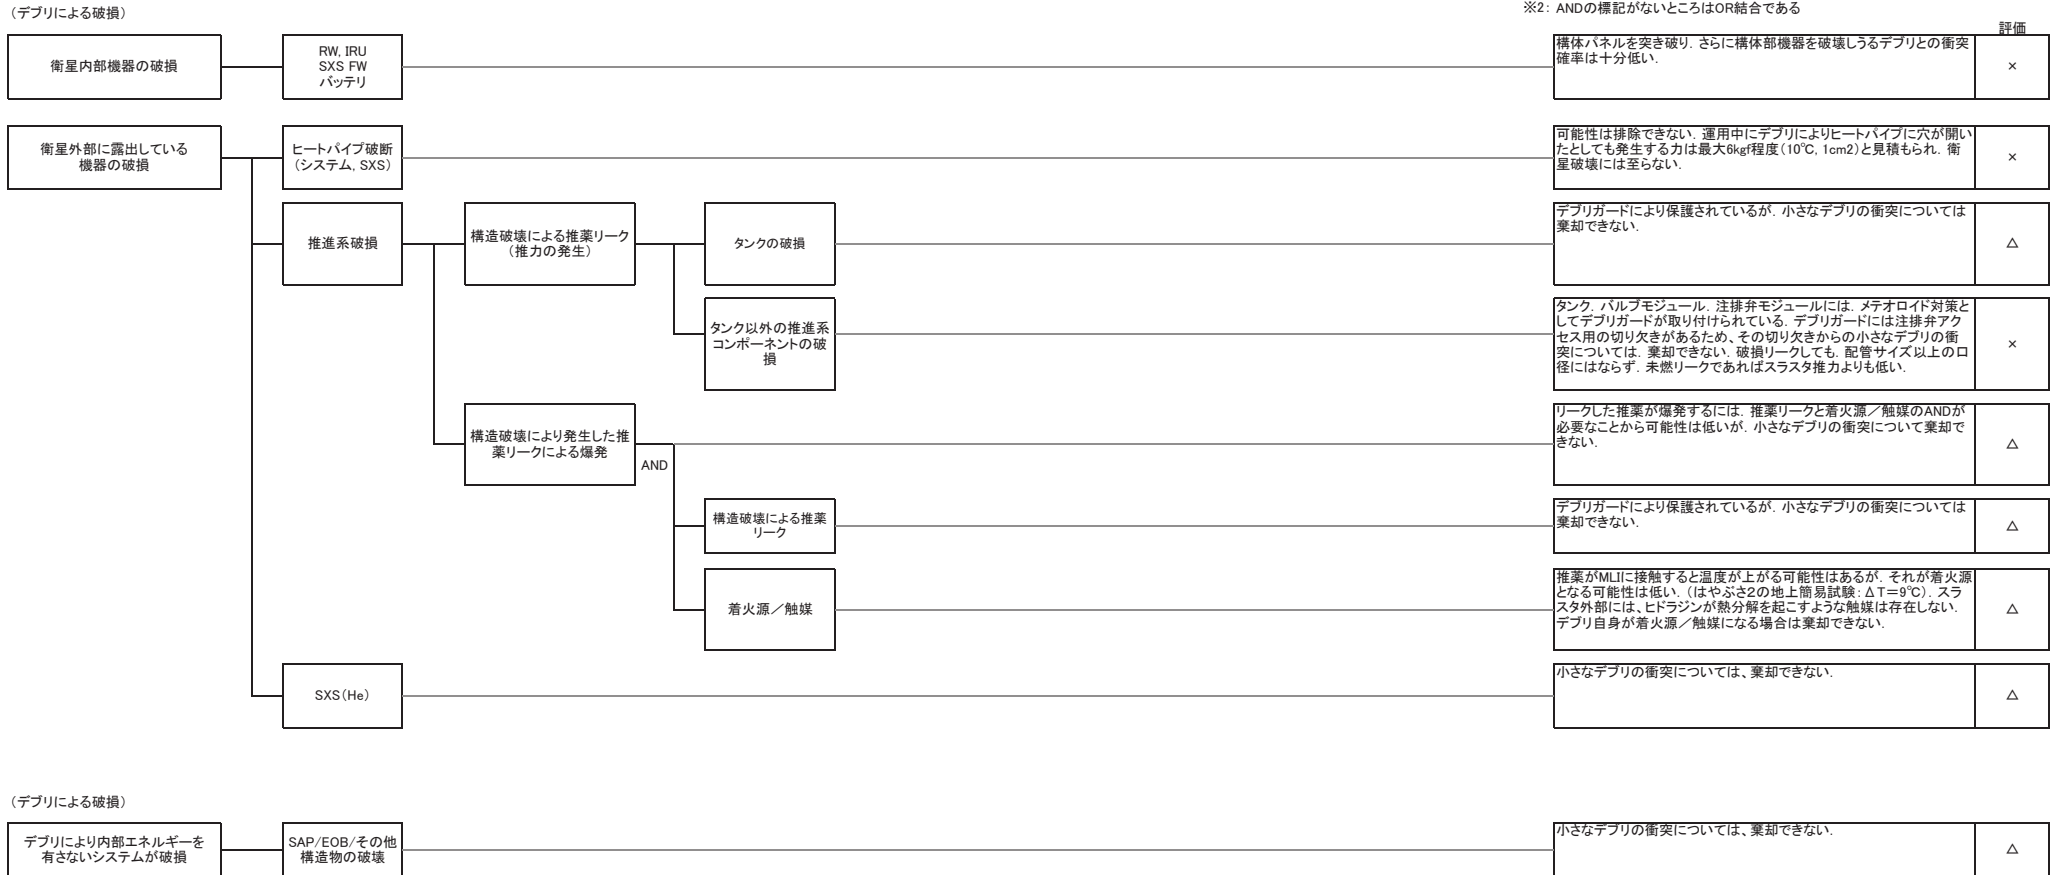 （デブリによる破損）
※2： ANDの標記がないところはOR結合である
評価
衛星内部機器の破損
RW, IRU
SXS FW
バッテリ
構体パネルを突き破り．さらに構体部機器を破壊しうるデブリとの衝突
確率は十分低い．
×
衛星外部に露出している
機器の破損
ヒートパイプ破断
（システム, SXS）
可能性は排除できない．運用中にデブリによりヒートパイプに穴が開い
たとしても発生する力は最大6kgf程度（10℃, 1cm2）と見積もられ．衛
星破壊には至らない．
×
推進系破損
構造破壊による推薬リーク
（推力の発生）
タンクの破損
デブリガードにより保護されているが．小さなデブリの衝突については
棄却できない．
△
タンク以外の推進系
コンポーネントの破
損
タンク．バルブモジュール．注排弁モジュールには．メテオロイド対策と
してデブリガードが取り付けられている．デブリガードには注排弁アク
セス用の切り欠きがあるため、その切り欠きからの小さなデブリの衝
突については．棄却できない．破損リークしても．配管サイズ以上の口
径にはならず．未燃リークであればスラスタ推力よりも低い．
×
構造破壊により発生した推
薬リークによる爆発
AND
リークした推薬が爆発するには．推薬リークと着火源／触媒のANDが
必要なことから可能性は低いが．小さなデブリの衝突について棄却で
きない．
△
構造破壊による推薬
リーク
デブリガードにより保護されているが．小さなデブリの衝突については
棄却できない．
△
着火源／触媒
推薬がMLIに接触すると温度が上がる可能性はあるが．それが着火源
となる可能性は低い．（はやぶさ２の地上簡易試験：ΔT＝9℃）．スラ
スタ外部には、ヒドラジンが熱分解を起こすような触媒は存在しない．
デブリ自身が着火源／触媒になる場合は棄却できない．
△
SXS（He）
小さなデブリの衝突については、棄却できない．
△
（デブリによる破損）
デブリにより内部エネルギーを
有さないシステムが破損
SAP/EOB/その他
構造物の破壊
小さなデブリの衝突については、棄却できない．
△